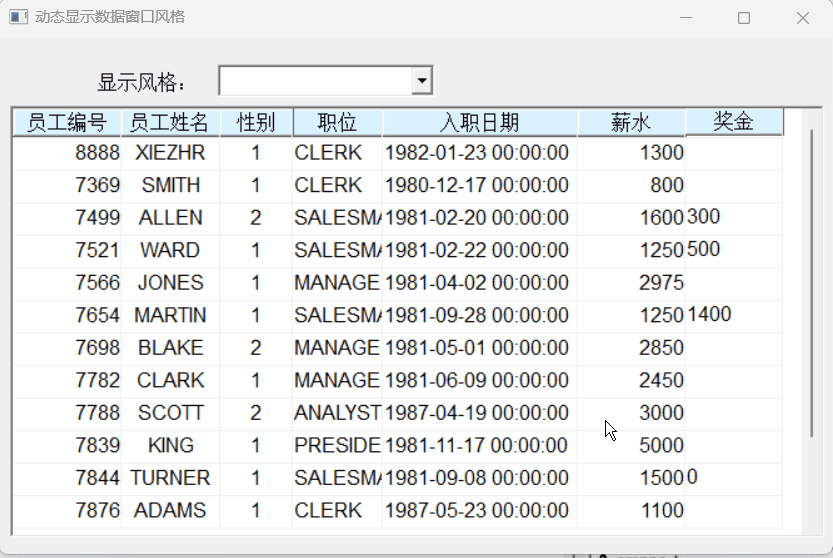 动态显示数据窗口风格
显示风格：
员工编号 员工姓名 性别 职位 入职日期 薪水 奖金
8888 XIEZHR 1 CLERK 1982-01-23 00:00:00 1300
7369 SMITH 1 CLERK 1980-12-17 00:00:00 800
7499 ALLEN 2 SALESMA 1981-02-20 00:00:00 1600 300
7521 WARD 1 SALESMA 1981-02-22 00:00:00 1250 500
7566 JONES 1 MANAGE 1981-04-02 00:00:00 2975
7654 MARTIN 1 SALESMA 1981-09-28 00:00:00 1250 1400
7698 BLAKE 2 MANAGE 1981-05-01 00:00:00 2850
7782 CLARK 1 MANAGE 1981-06-09 00:00:00 2450
7788 SCOTT 2 ANALYST 1987-04-19 00:00:00 3000
7839 KING 1 PRESIDE 1981-11-17 00:00:00 5000
7844 TURNER 1 SALESMA 1981-09-08 00:00:00 1500 0
7876 ADAMS 1 CLERK 1987-05-23 00:00:00 1100